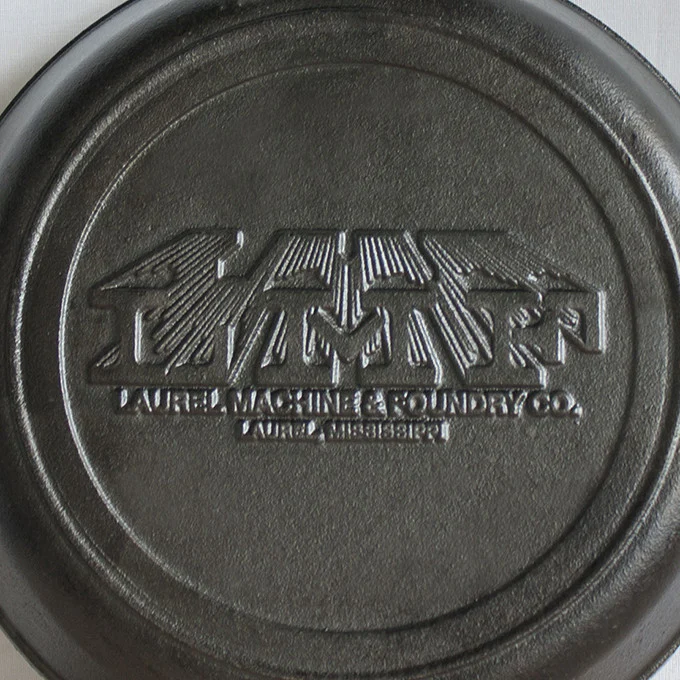 LMF
LAUREL MACHINE & FOUNDRY CO.
LAUREL, MISSISSIPPI